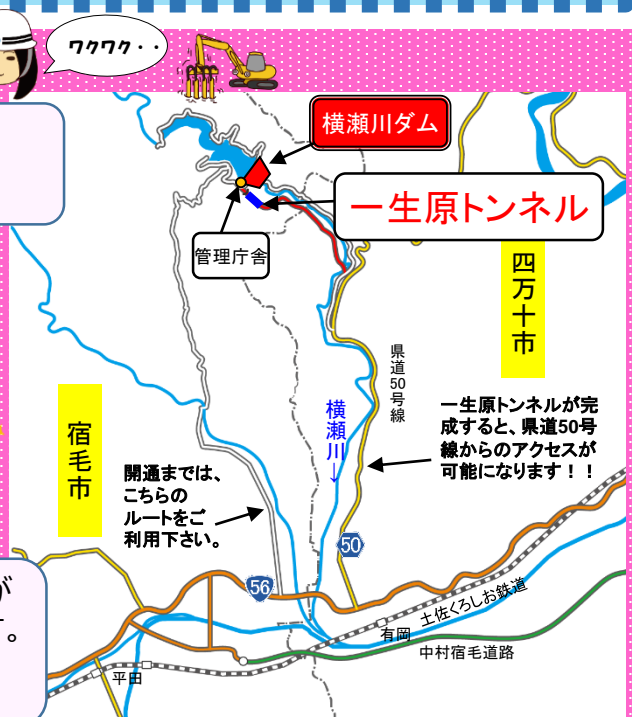 ワクワク・・
横瀬川ダム
一生原トンネル
管理庁舎
四万十市
県道50号線
一生原トンネルが完
成すると、県道50号
線からのアクセスが
可能になります！！
横瀬川→
宿毛市
開通までは、
こちらの
ルートをご
利用下さい。
50
56
が
。
土佐くろしお鉄道
有岡
中村宿毛道路
平田